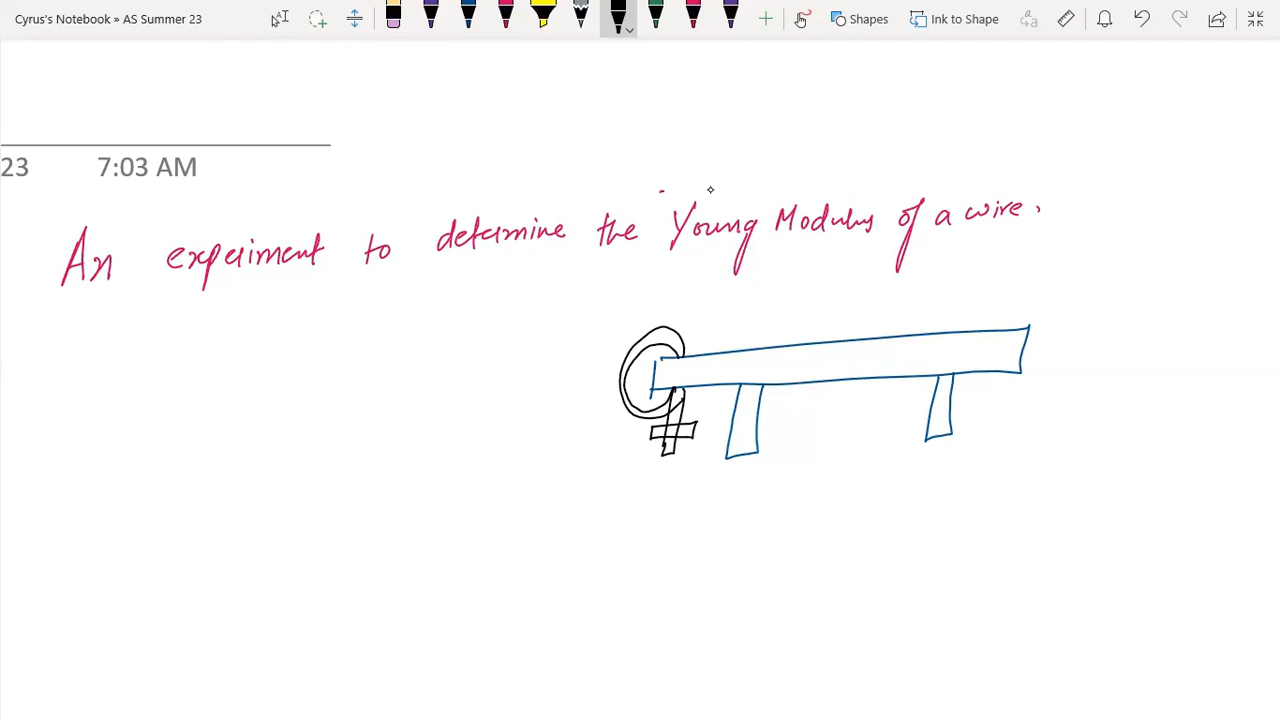 Cyrus's Notebook » AS Summer 23
Shapes
Ink to Shape
23 7:03 AM
An experiment to determine the Young Modulus of a wire.